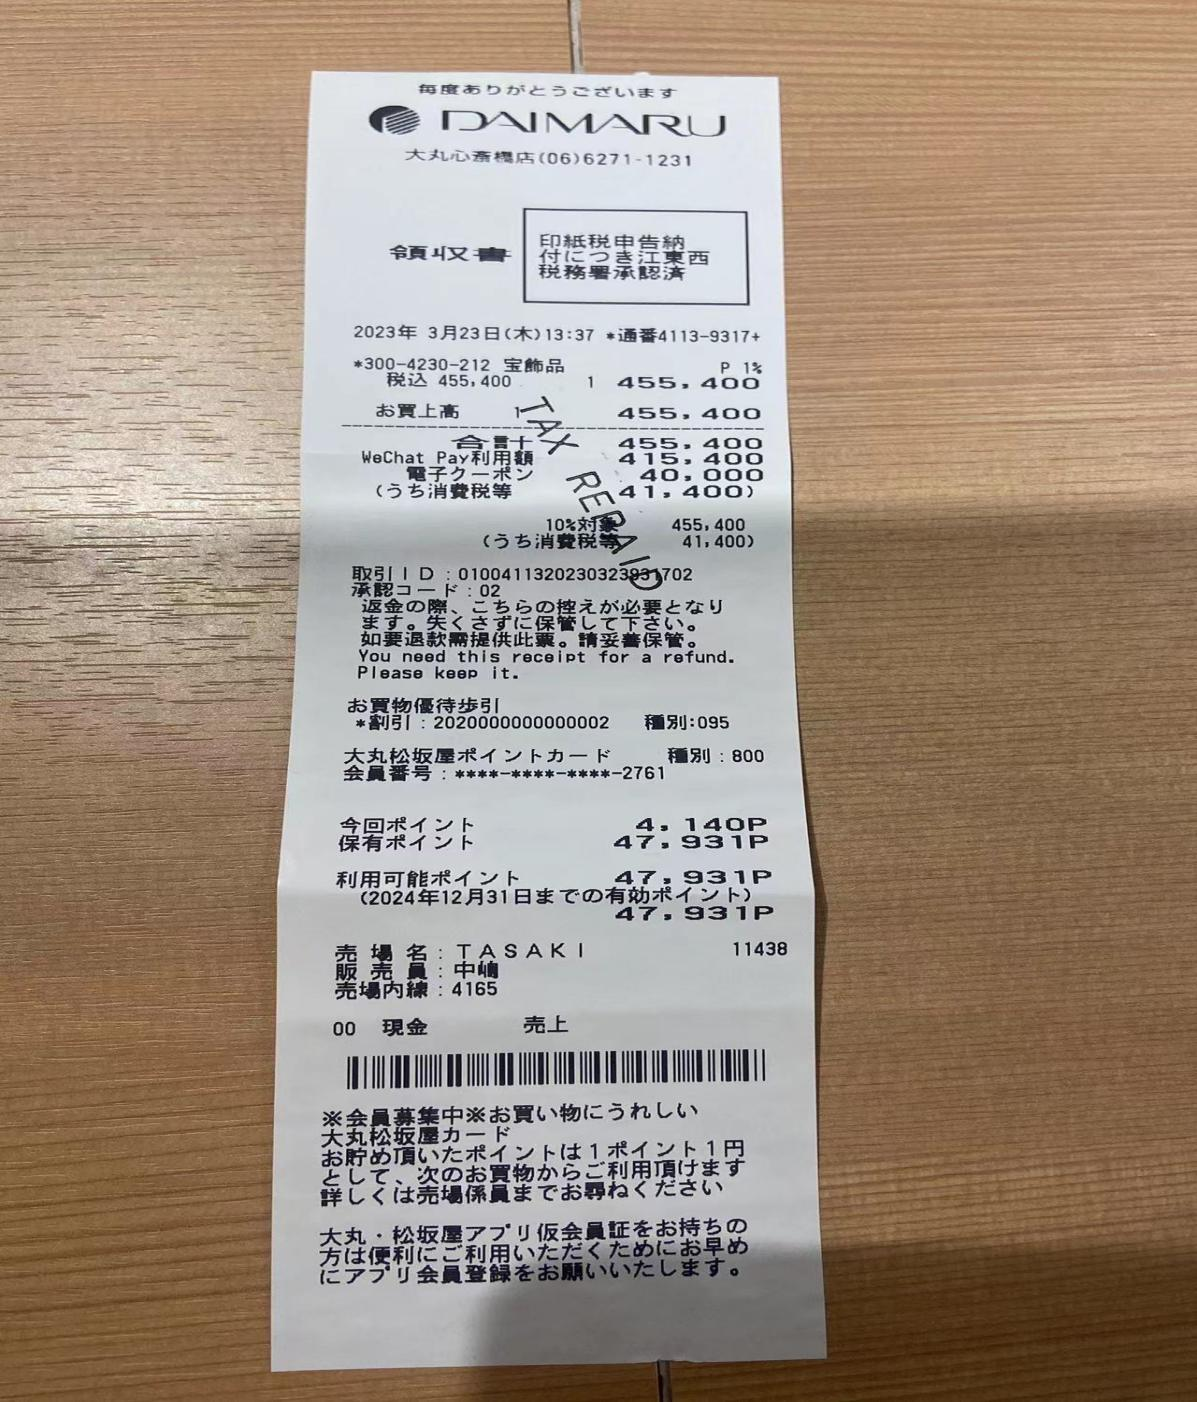 毎度ありがとうございます
DAIMARU
大丸心斎橋店(06)6271-1231
領収書
印紙税申告納
付につき江東西
税務署承認済
2023年 3月23日(木)13:37 *通番4113-9317+
*300-4230-212 宝飾品 P 1%
税込 455,400 1 455,400
お買上高 1 455,400
合計 455,400
WeChat Pay利用額 415,400
電子クーポン 40,000
(うち消費税等 41,400)
TAX REPAID
10%対象 455,400
(うち消費税等 41,400)
取引ID:0100411320230323931702
承認コード:02
返金の際、こちらの控えが必要となり
ます。失くさずに保管して下さい。
如要退款需提供此票。請妥善保管。
You need this receipt for a refund.
Please keep it.
お買物優待歩引
*割引:2020000000000002 種別:095
大丸松坂屋ポイントカード 種別:800
会員番号:****-****-****-2761
今回ポイント 4,140P
保有ポイント 47,931P
利用可能ポイント 47,931P
(2024年12月31日までの有効ポイント)
47,931P
売場名:TASAKI 11438
販売員:中嶋
売場内線:4165
00 現金 売上
※会員募集中※お買い物にうれしい
大丸松坂屋カード
お貯め頂いたポイントは1ポイント1円
として、次のお買物からご利用頂けます
詳しくは売場係員までお尋ねください
大丸・松坂屋アプリ仮会員証をお持ちの
方は便利にご利用いただくためにお早め
にアプリ会員登録をお願いいたします。